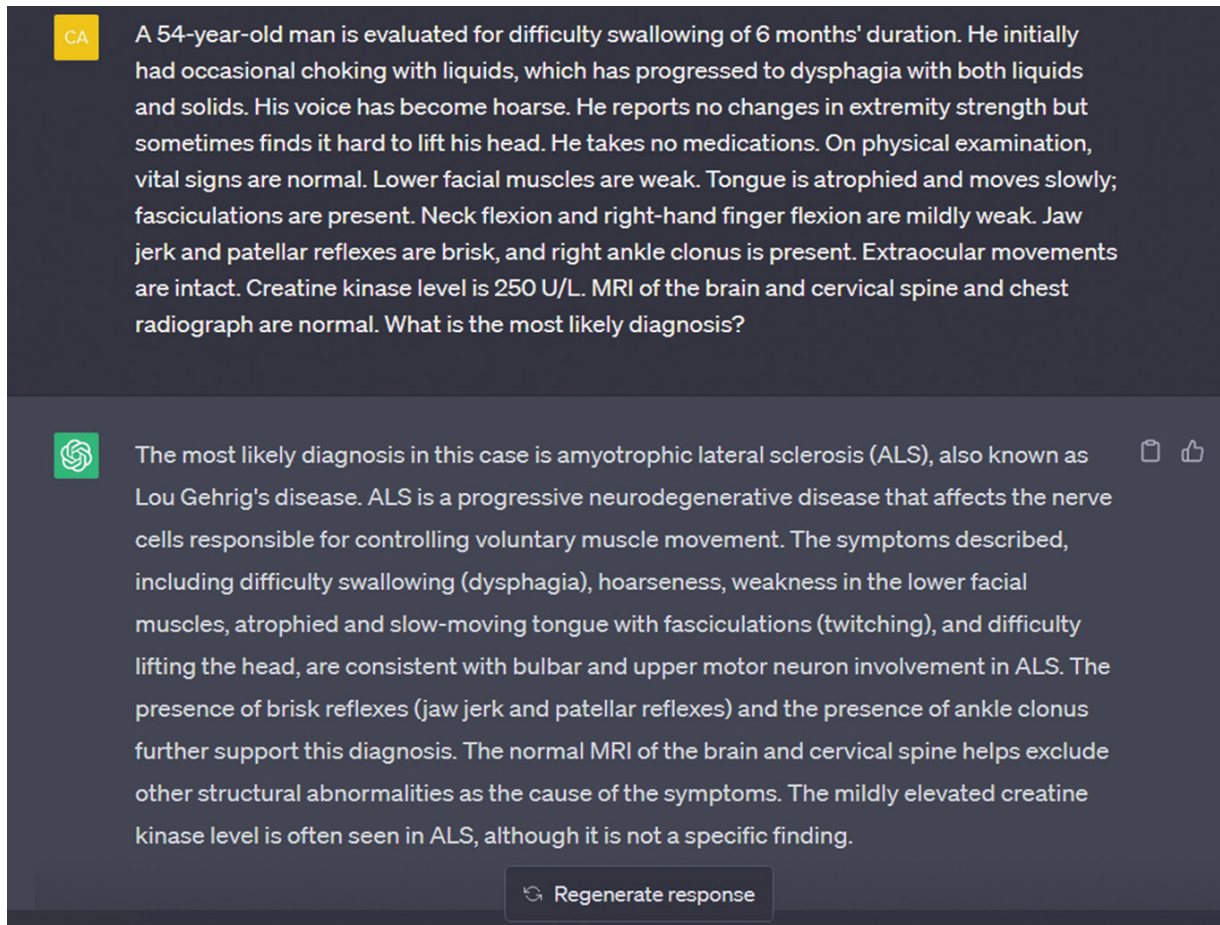 CA
A 54-year-old man is evaluated for difficulty swallowing of 6 months' duration. He initially
had occasional choking with liquids, which has progressed to dysphagia with both liquids
and solids. His voice has become hoarse. He reports no changes in extremity strength but
sometimes finds it hard to lift his head. He takes no medications. On physical examination,
vital signs are normal. Lower facial muscles are weak. Tongue is atrophied and moves slowly;
fasciculations are present. Neck flexion and right-hand finger flexion are mildly weak. Jaw
jerk and patellar reflexes are brisk, and right ankle clonus is present. Extraocular movements
are intact. Creatine kinase level is 250 U/L. MRI of the brain and cervical spine and chest
radiograph are normal. What is the most likely diagnosis?
The most likely diagnosis in this case is amyotrophic lateral sclerosis (ALS), also known as
Lou Gehrig's disease. ALS is a progressive neurodegenerative disease that affects the nerve
cells responsible for controlling voluntary muscle movement. The symptoms described,
including difficulty swallowing (dysphagia), hoarseness, weakness in the lower facial
muscles, atrophied and slow-moving tongue with fasciculations (twitching), and difficulty
lifting the head, are consistent with bulbar and upper motor neuron involvement in ALS. The
presence of brisk reflexes (jaw jerk and patellar reflexes) and the presence of ankle clonus
further support this diagnosis. The normal MRI of the brain and cervical spine helps exclude
other structural abnormalities as the cause of the symptoms. The mildly elevated creatine
kinase level is often seen in ALS, although it is not a specific finding.
Regenerate response